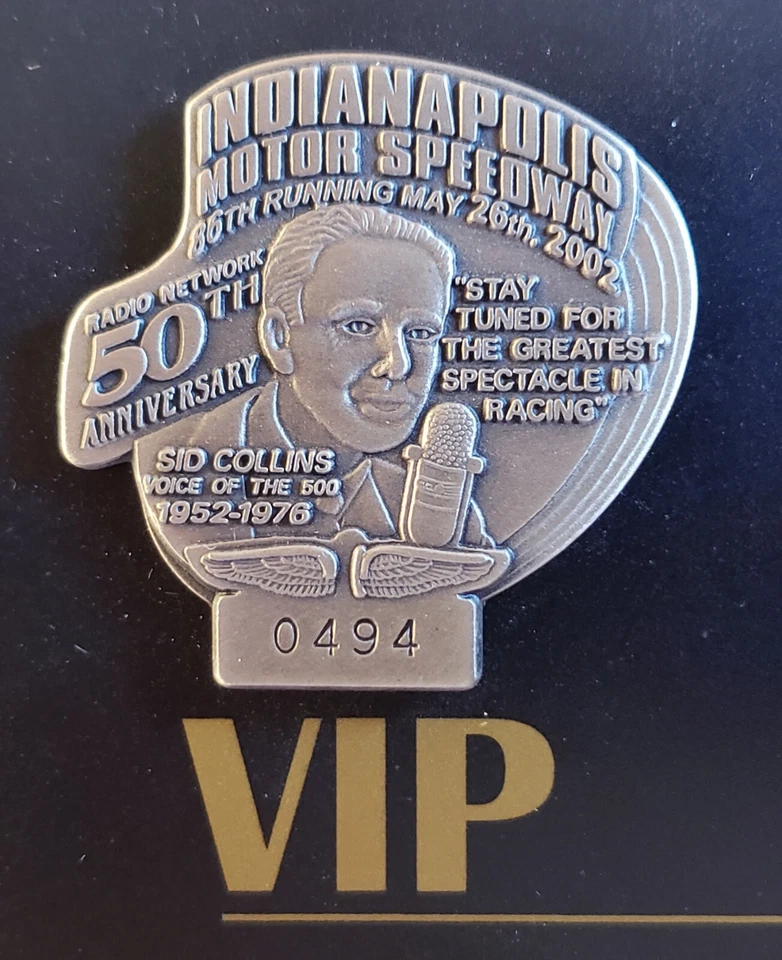 INDIANAPOLIS
MOTOR SPEEDWAY
86TH RUNNING MAY 26th, 2002
RADIO NETWORK
50TH
ANNIVERSARY
"STAY
TUNED FOR
THE GREATEST
SPECTACLE IN
RACING"
SID COLLINS
VOICE OF THE 500
1952-1976
0494
VIP